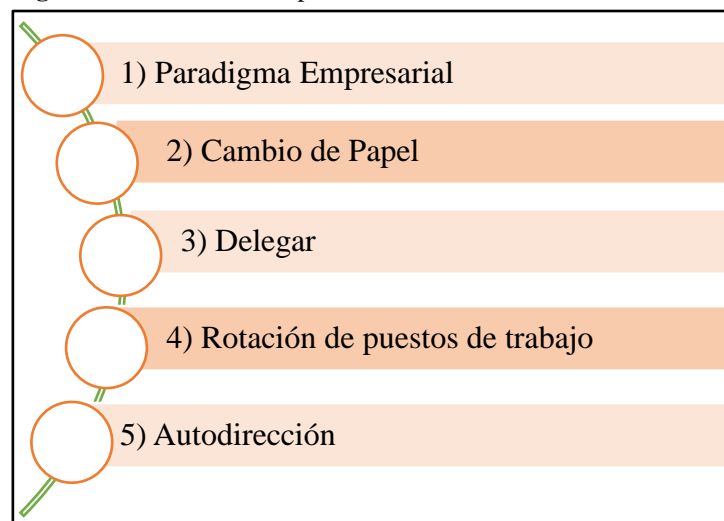 1) Paradigma Empresarial
2) Cambio de Papel
3) Delegar
4) Rotación de puestos de trabajo
5) Autodirección